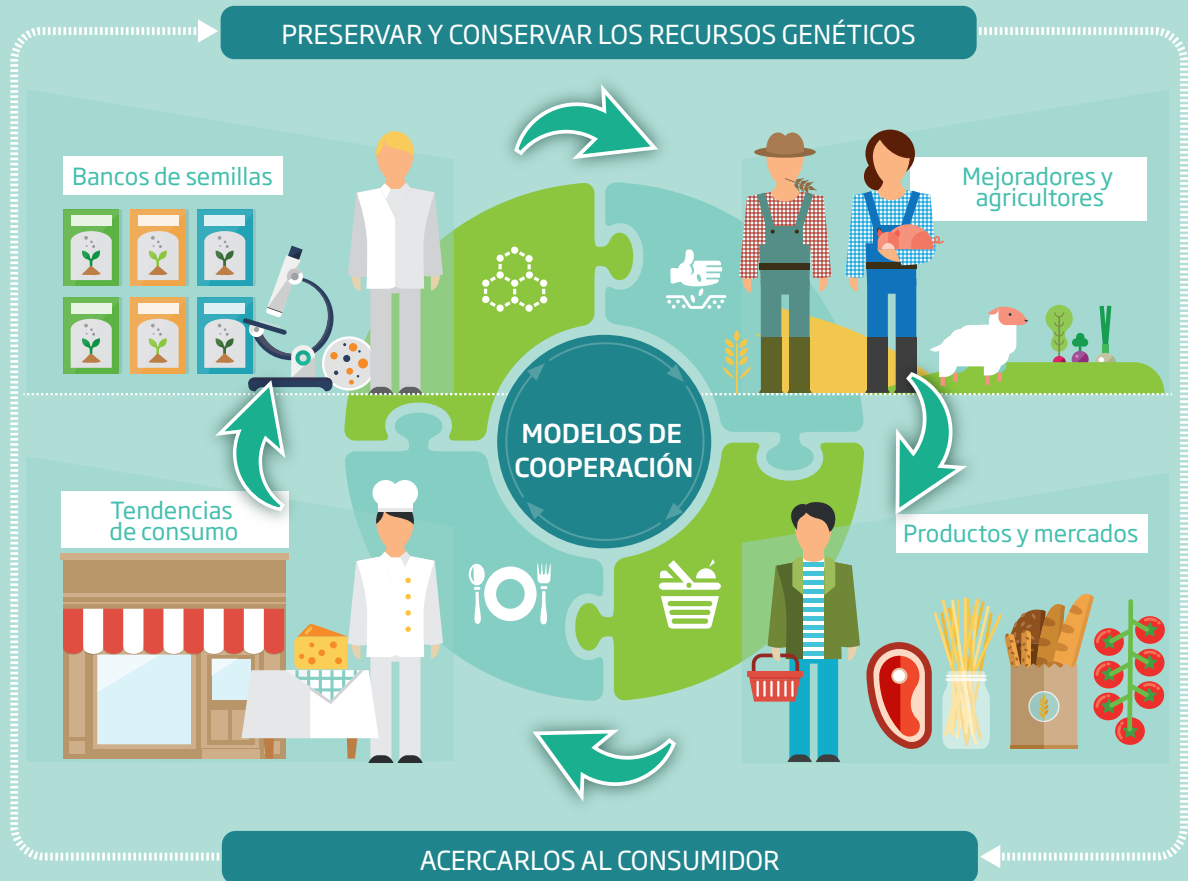 PRESERVAR Y CONSERVAR LOS RECURSOS GENÉTICOS
Bancos de semillas
Mejoradores y
agricultores
MODELOS DE
COOPERACIÓN
Tendencias
de consumo
Productos y mercados
ACERCARLOS AL CONSUMIDOR